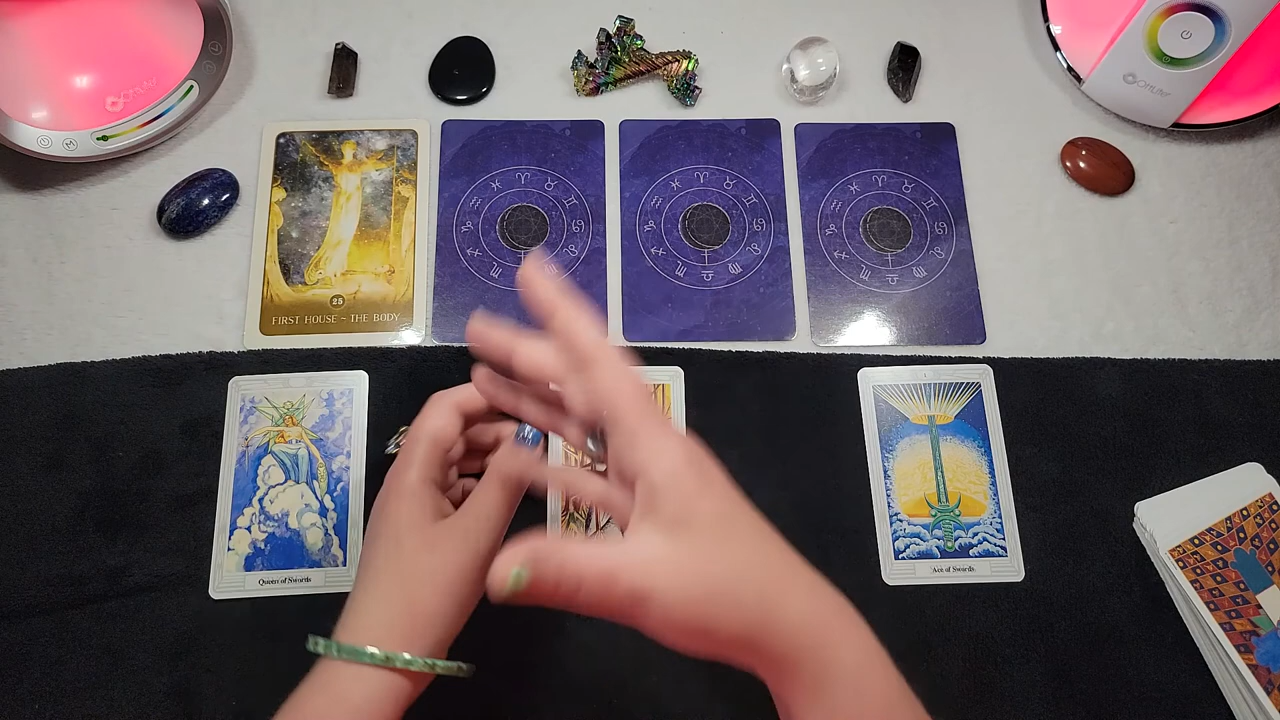 25
FIRST HOUSE ~ THE BODY
I
Queen of Swords
Ace of Swords
M